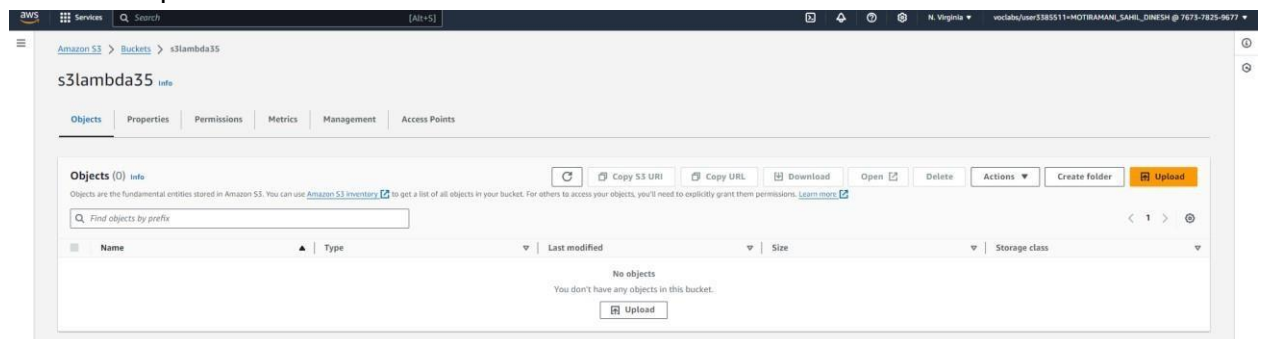 aws Services Search [Alt+S] N. Virginia voclabs/user3385511=MOTIRAMANI_SAHIL_DINESH @ 7673-7825-9677
Amazon S3 > Buckets > s3lambda35
s3lambda35 Info
Objects Properties Permissions Metrics Management Access Points
Objects (0) Info Copy S3 URI Copy URL Download Open Delete Actions Create folder Upload
Objects are the fundamental entities stored in Amazon S3. You can use Amazon S3 inventory to get a list of all objects in your bucket. For others to access your objects, you'll need to explicitly grant them permissions. Learn more
Find objects by prefix < 1 >
Name Type Last modified Size Storage class
No objects
You don't have any objects in this bucket.
Upload